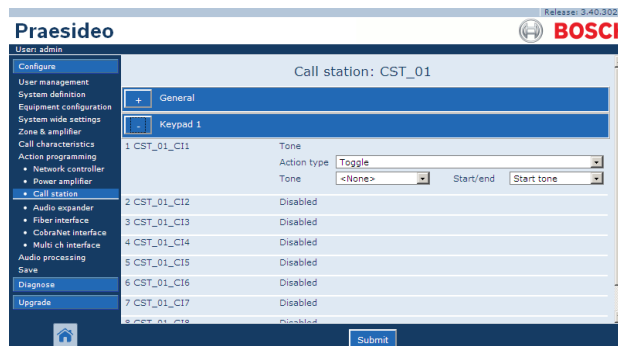 Release: 3.40.302
Praesideo
BOSCH
User: admin
Configure
User management
System definition
Equipment configuration
System wide settings
Zone & amplifier
Call characteristics
Action programming
• Network controller
• Power amplifier
• Call station
• Audio expander
• Fiber interface
• CobraNet interface
• Multi ch interface
Audio processing
Save
Diagnose
Upgrade
Call station: CST_01
+ General
- Keypad 1
1 CST_01_CI1 Tone
Action type Toggle
Tone <None> Start/end Start tone
2 CST_01_CI2 Disabled
3 CST_01_CI3 Disabled
4 CST_01_CI4 Disabled
5 CST_01_CI5 Disabled
6 CST_01_CI6 Disabled
7 CST_01_CI7 Disabled
8 CST_01_CI8 Disabled
Submit